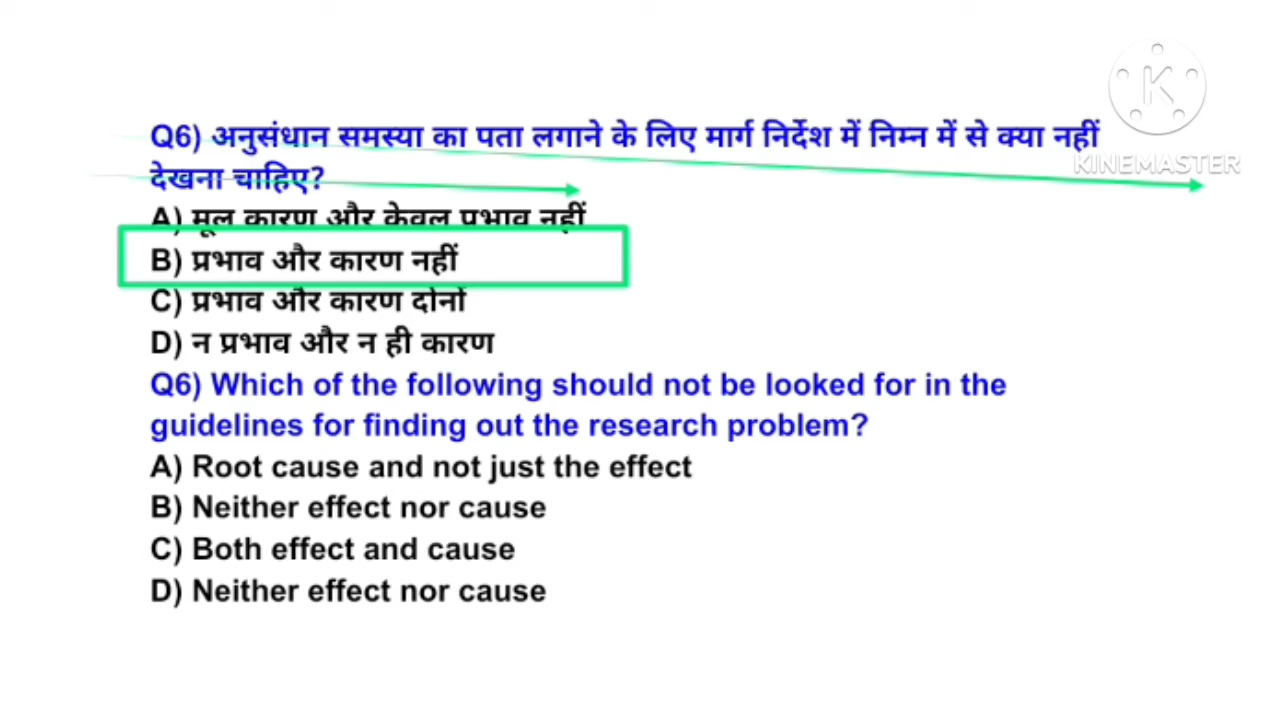 Q6) अनुसंधान समस्या का पता लगाने के लिए मार्ग निर्देश में निम्न में से क्या नहीं
देखना चाहिए?
A) मूल कारण और केवल प्रभाव नहीं
B) प्रभाव और कारण नहीं
C) प्रभाव और कारण दोनों
D) न प्रभाव और न ही कारण
Q6) Which of the following should not be looked for in the
guidelines for finding out the research problem?
A) Root cause and not just the effect
B) Neither effect nor cause
C) Both effect and cause
D) Neither effect nor cause
K
KINEMASTER